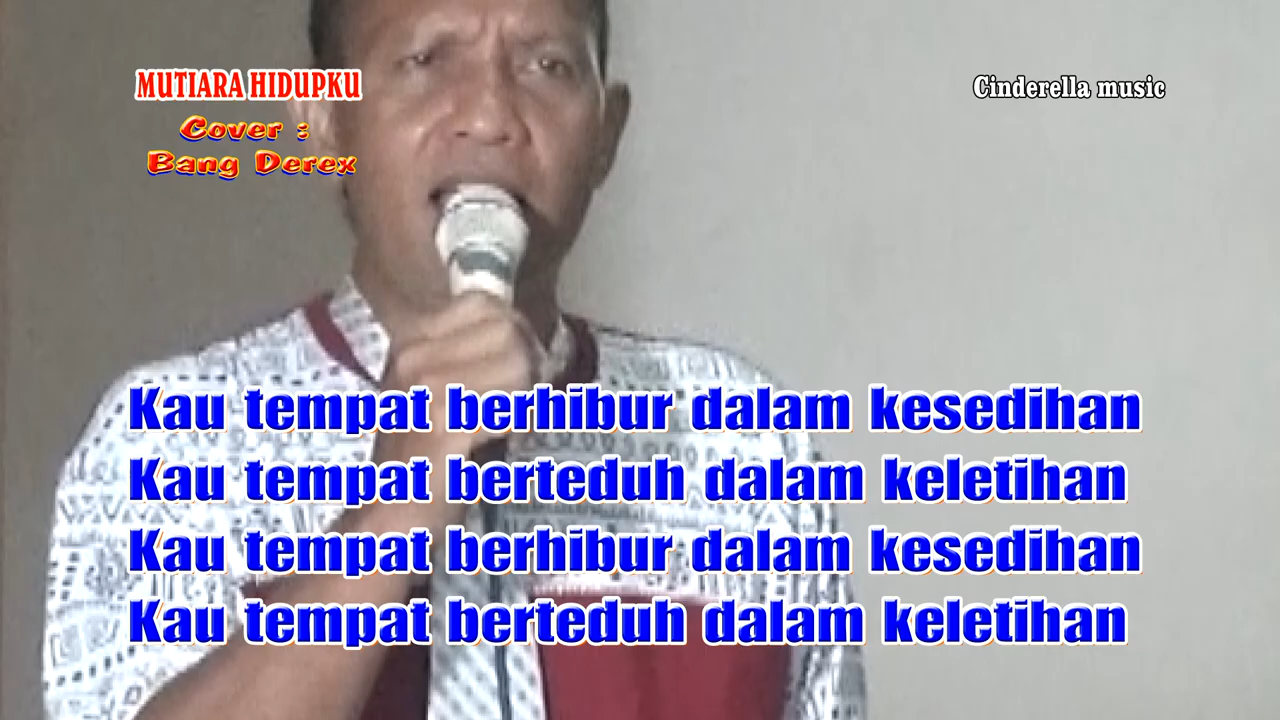 MUTIARA HIDUPKU
Cover :
Bang Derex
Cinderella music
Kau tempat berhibur dalam kesedihan
Kau tempat berteduh dalam keletihan
Kau tempat berhibur dalam kesedihan
Kau tempat berteduh dalam keletihan